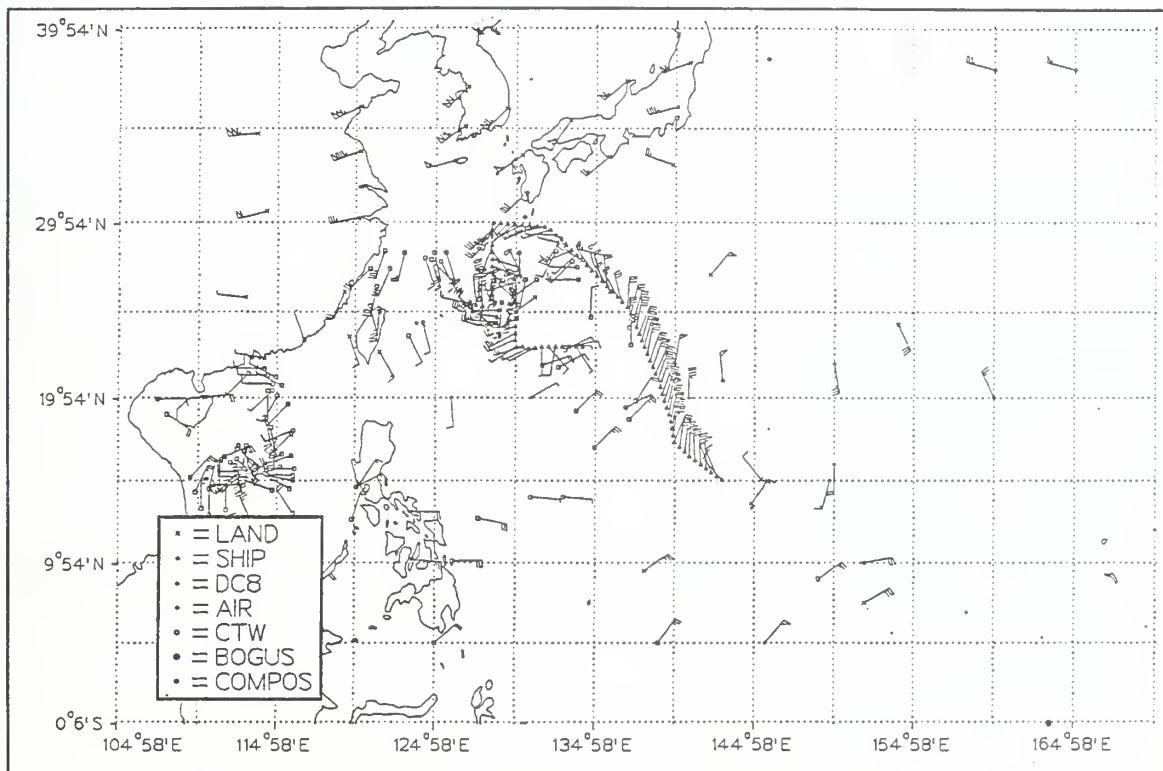 39°54'N
29°54'N
19°54'N
9°54'N
0°6'S
× = LAND
• = SHIP
• = DC8
• = AIR
o = CTW
• = BOGUS
• = COMPOS
104°58'E 114°58'E 124°58'E 134°58'E 144°58'E 154°58'E 164°58'E